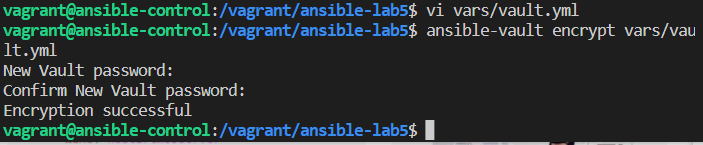 vagrant@ansible-control:/vagrant/ansible-lab5$ vi vars/vault.yml
vagrant@ansible-control:/vagrant/ansible-lab5$ ansible-vault encrypt vars/vau
lt.yml
New Vault password:
Confirm New Vault password:
Encryption successful
vagrant@ansible-control:/vagrant/ansible-lab5$